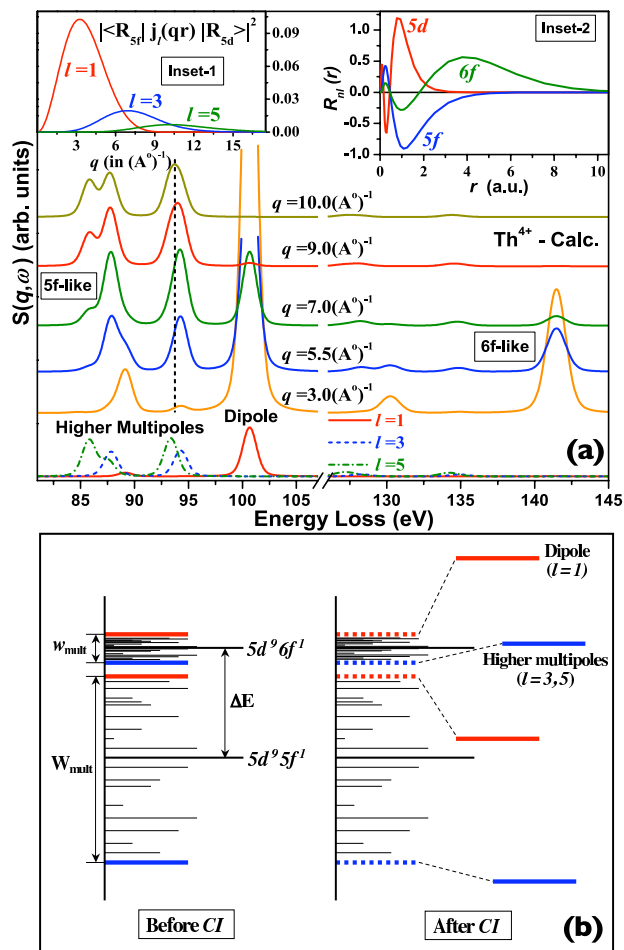 |<R5f| jl(qr) |R5d>|²
Inset-1
l=1
l=3
l=5
0.09
0.06
0.03
0.00
3 6 9 12 15
q (in (A°)⁻¹)
Inset-2
5d
6f
5f
Rnl(r)
1.0
0.5
0.0
-0.5
-1.0
0 2 4 6 8 10
r (a.u.)
S(q,ω) (arb. units)
q=10.0(A°)⁻¹
q=9.0(A°)⁻¹
q=7.0(A°)⁻¹
q=5.5(A°)⁻¹
q=3.0(A°)⁻¹
Th⁴⁺ - Calc.
5f-like
6f-like
Higher Multipoles
Dipole
l=1
l=3
l=5
(a)
85 90 95 100 105 130 135 140 145
Energy Loss (eV)
wmult
Wmult
5d⁹6f¹
ΔE
5d⁹5f¹
Before CI
Dipole
(l=1)
Higher multipoles
(l=3,5)
After CI
(b)